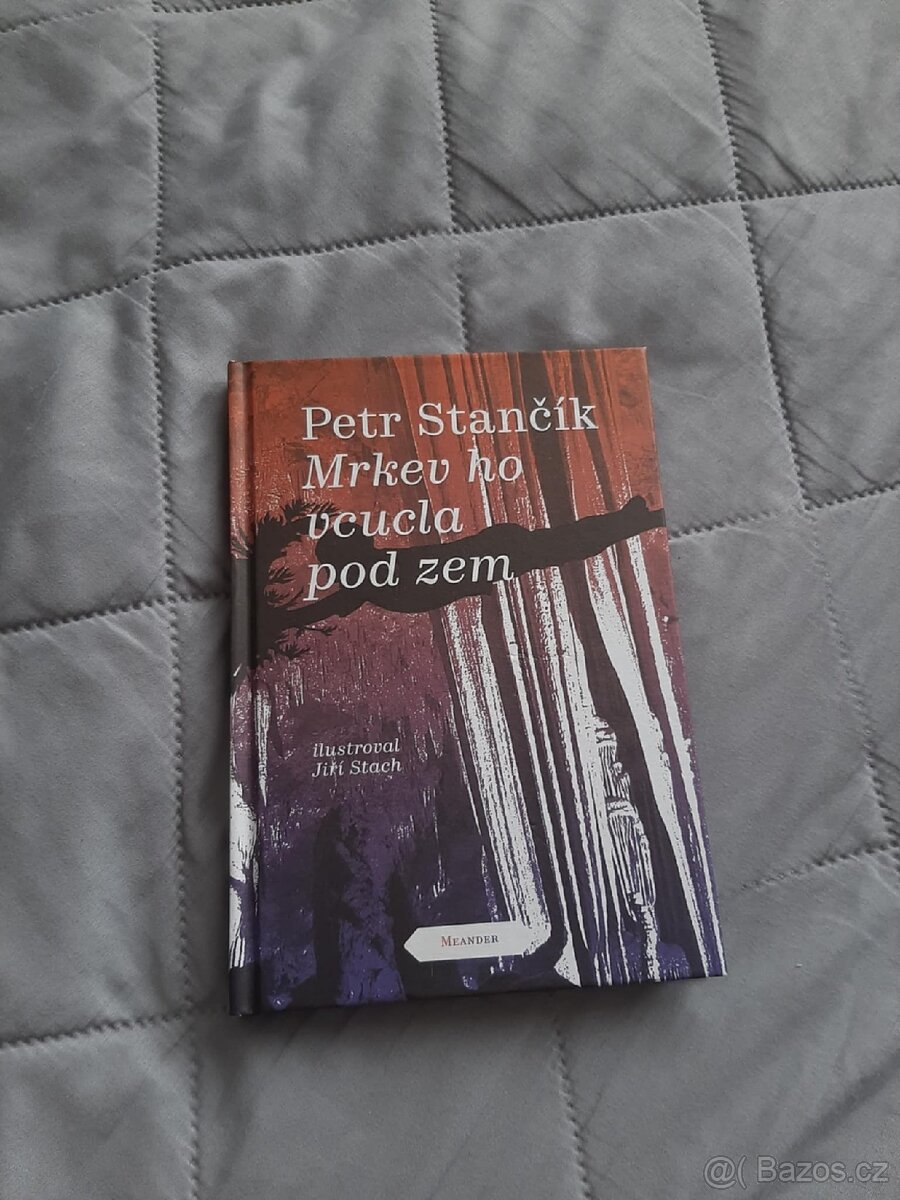 Petr Stančík
Mrkev ho
vcucla
pod zem
ilustroval
Jiří Stach
MEANDER
@( Bazos.cz